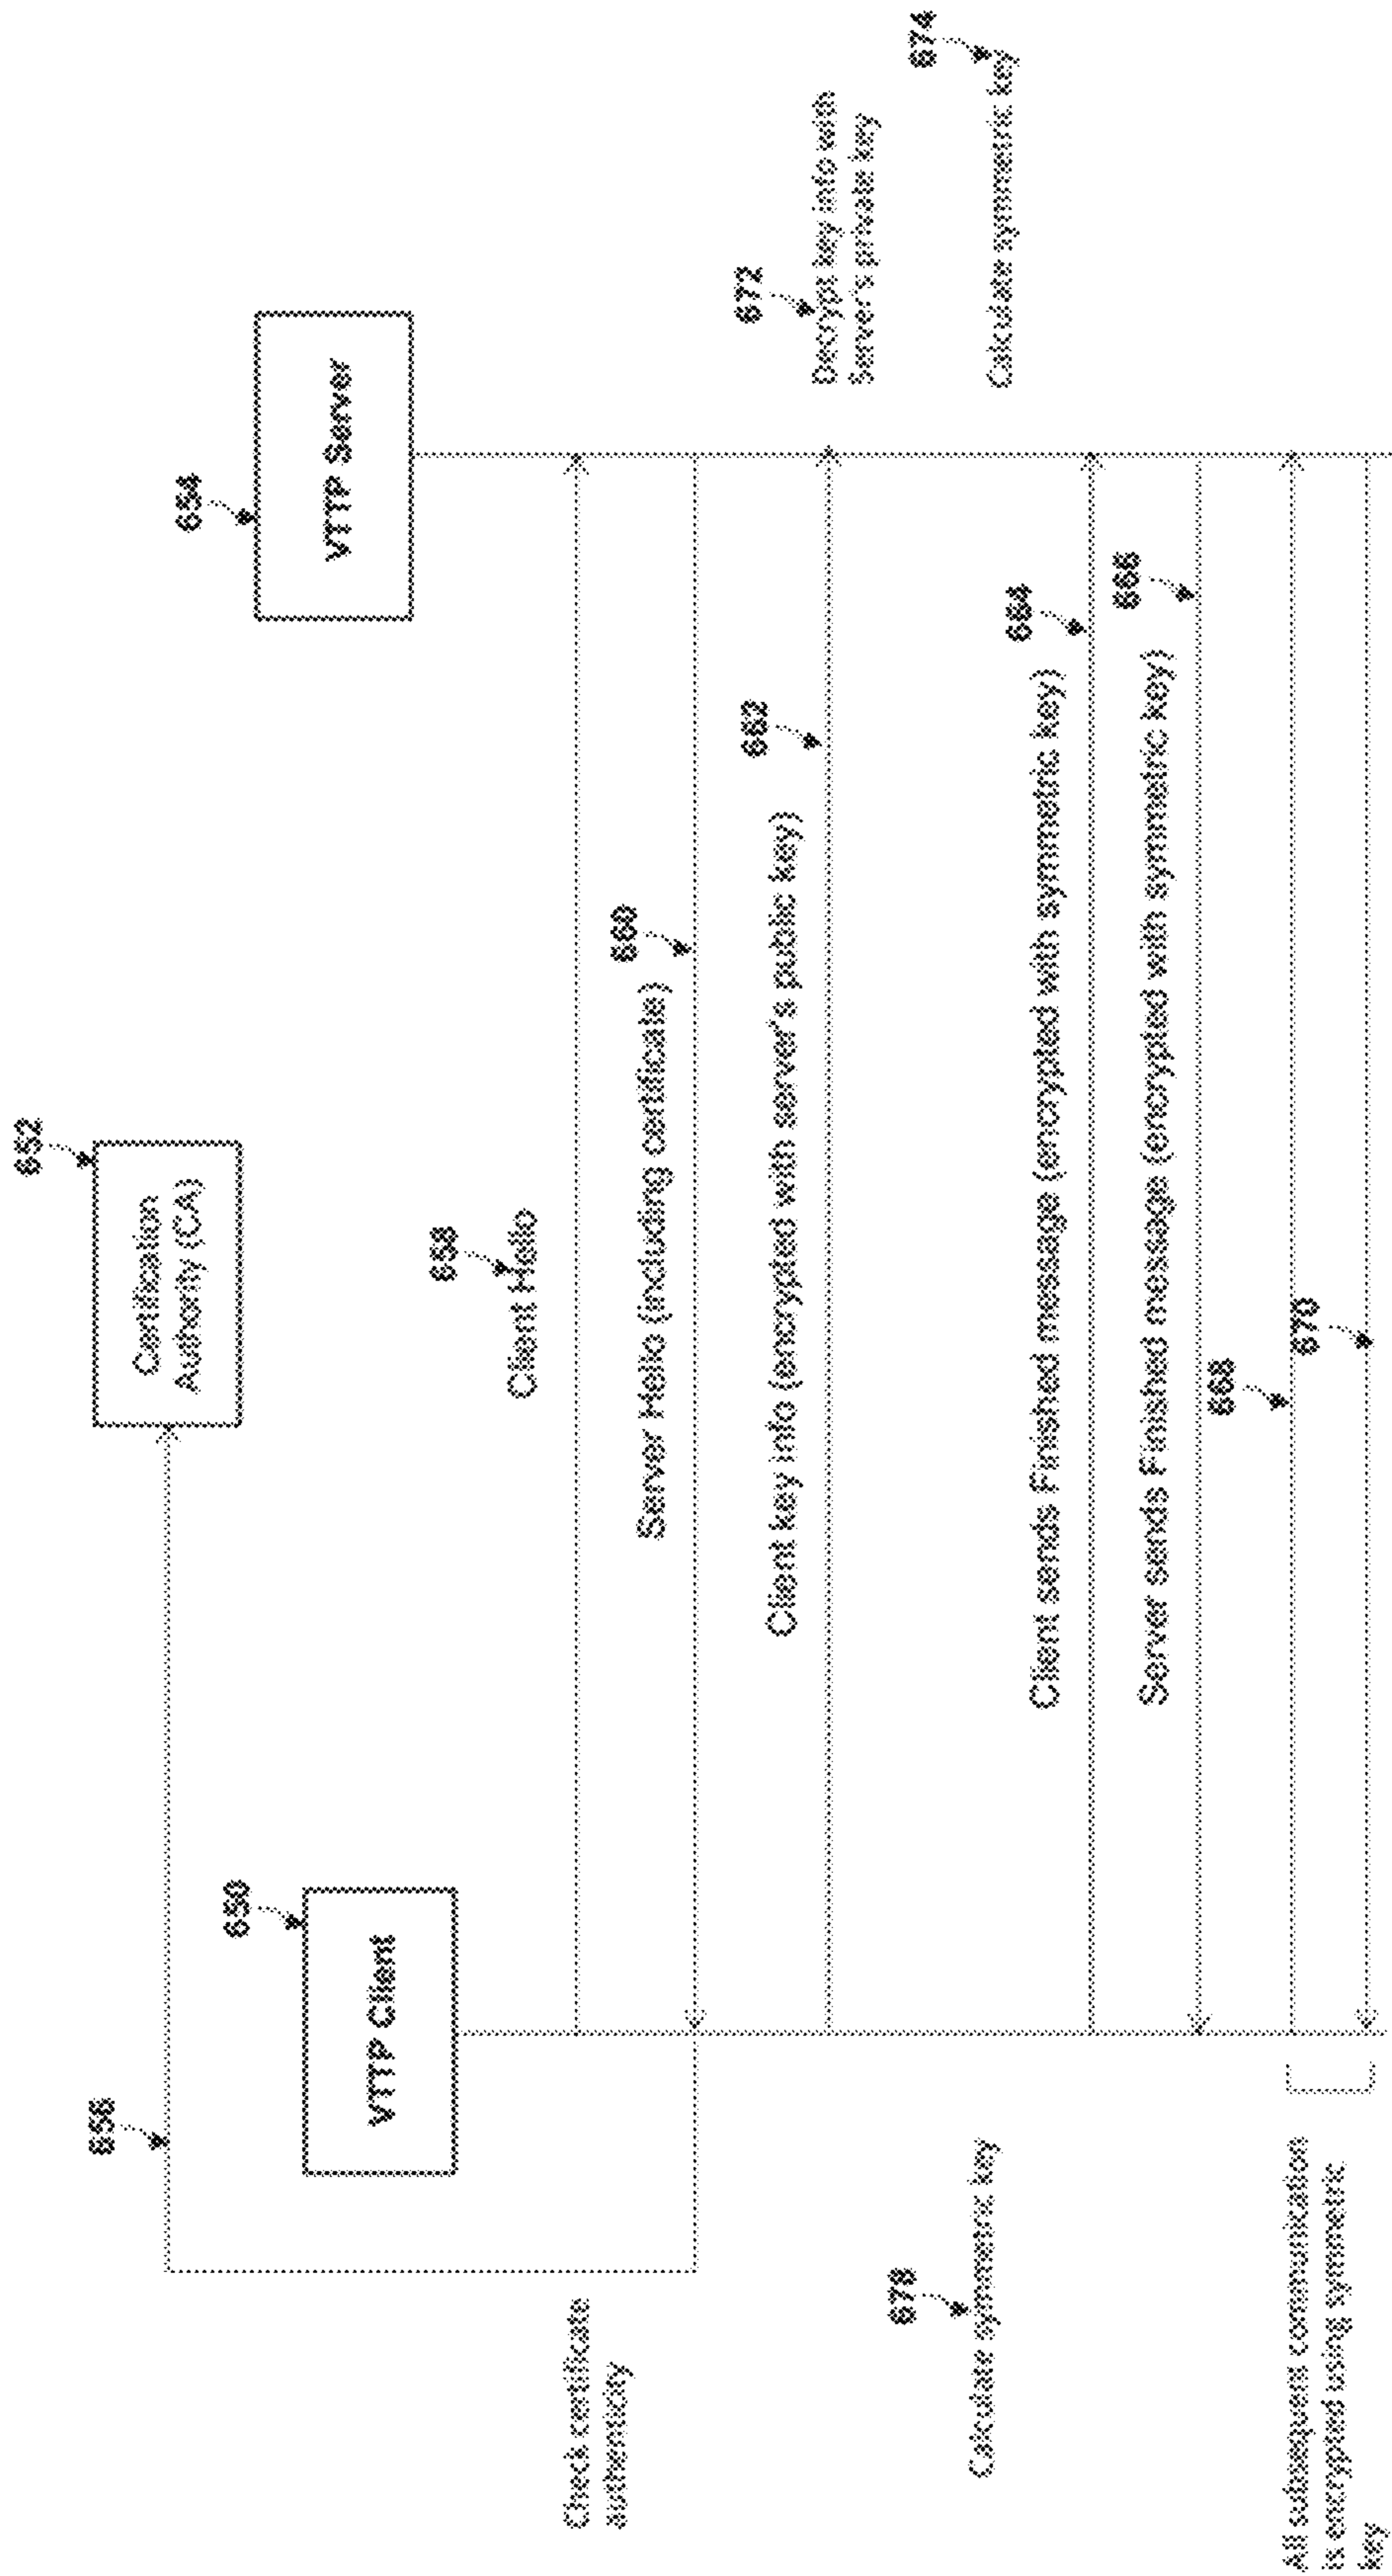 652
Certification
Authority (CA)
656
650
VTTP Client
654
VTTP Server
658
Client Hello
Check certificate
authenticity
660
Server Hello (including certificate)
662
Client key info (encrypted with server's public key)
672
Decrypt key info with
Server's private key
678
Calculate symmetric key
674
Calculate symmetric key
664
Client sends Finished message (encrypted with symmetric key)
666
Server sends Finished message (encrypted with symmetric key)
668
670
All subsequent communication
is encrypted using symmetric
key